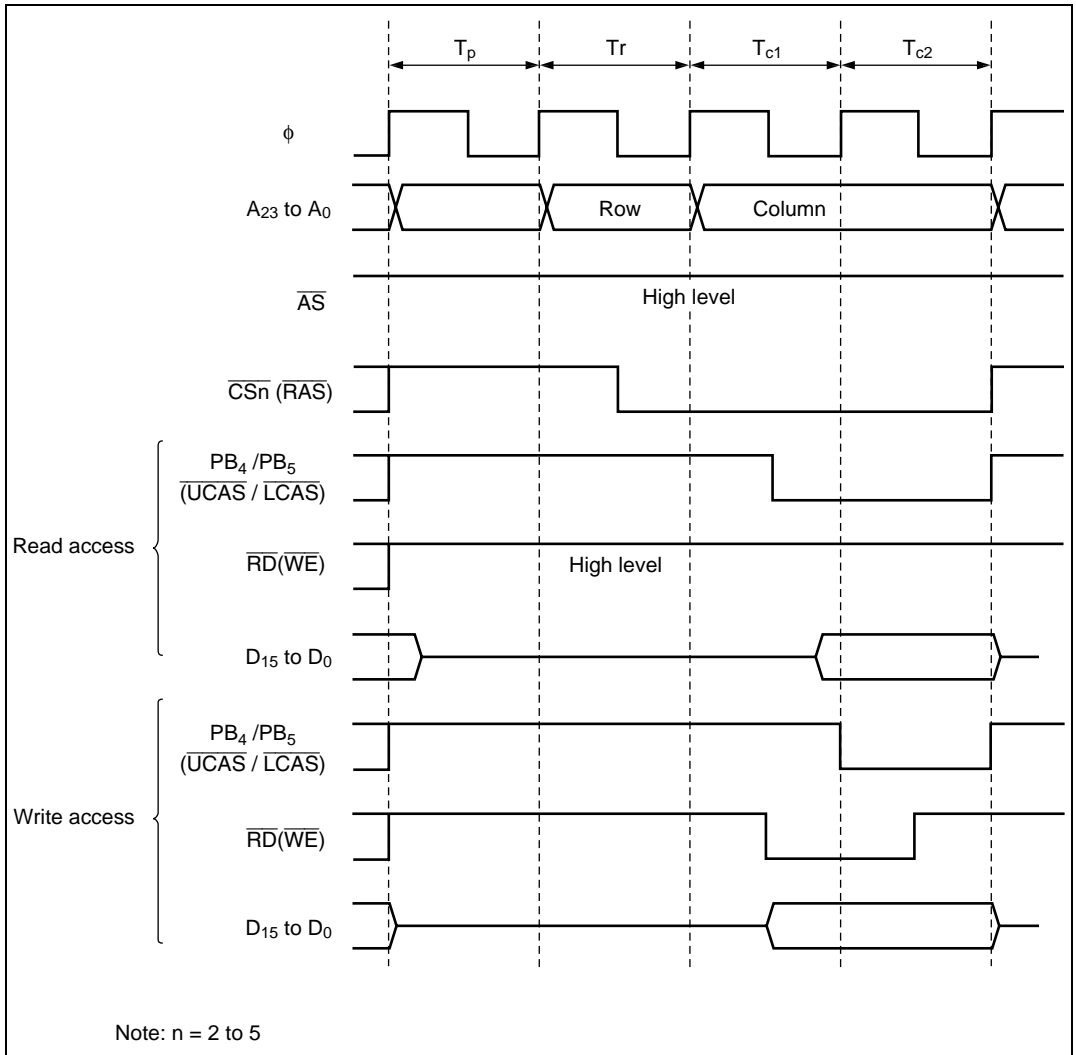 Tp Tr Tc1 Tc2
φ
A23 to A0 Row Column
AS High level
CSn (RAS)
Read access
PB4 /PB5
(UCAS / LCAS)
RD(WE) High level
D15 to D0
Write access
PB4 /PB5
(UCAS / LCAS)
RD(WE)
D15 to D0
Note: n = 2 to 5